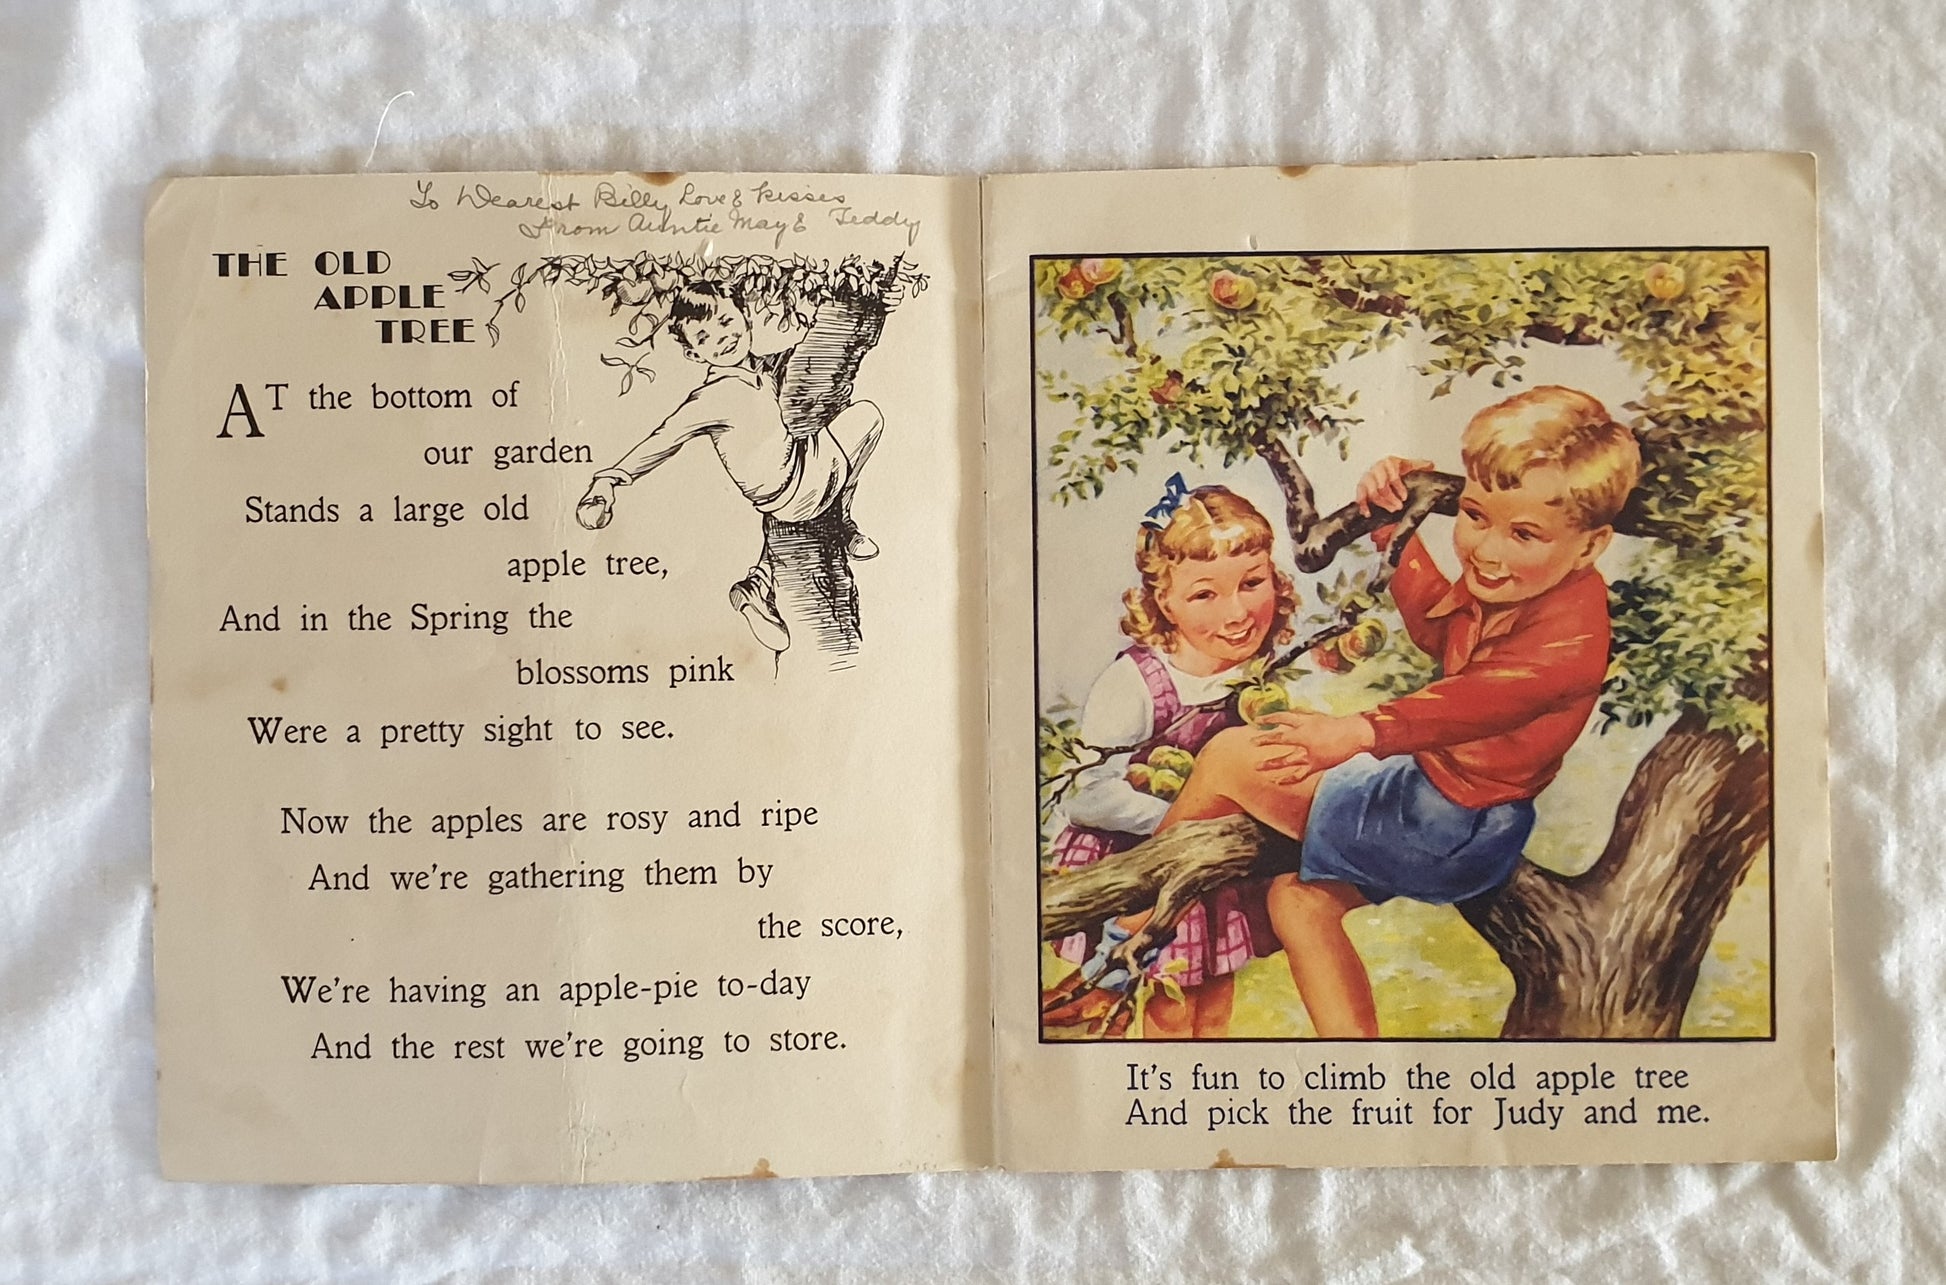 To Dearest Billy Love & kisses
From Auntie May & Teddy
THE OLD
APPLE
TREE
AT the bottom of
our garden
Stands a large old
apple tree,
And in the Spring the
blossoms pink
Were a pretty sight to see.
Now the apples are rosy and ripe
And we're gathering them by
the score,
We're having an apple-pie to-day
And the rest we're going to store.
It's fun to climb the old apple tree
And pick the fruit for Judy and me.